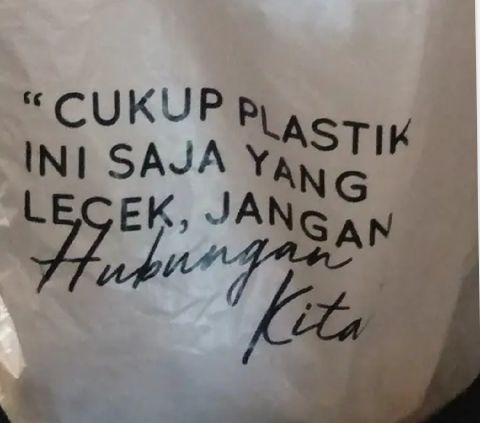 “CUKUP PLASTIK
INI SAJA YANG
LECEK, JANGAN
Hubungan
Kita